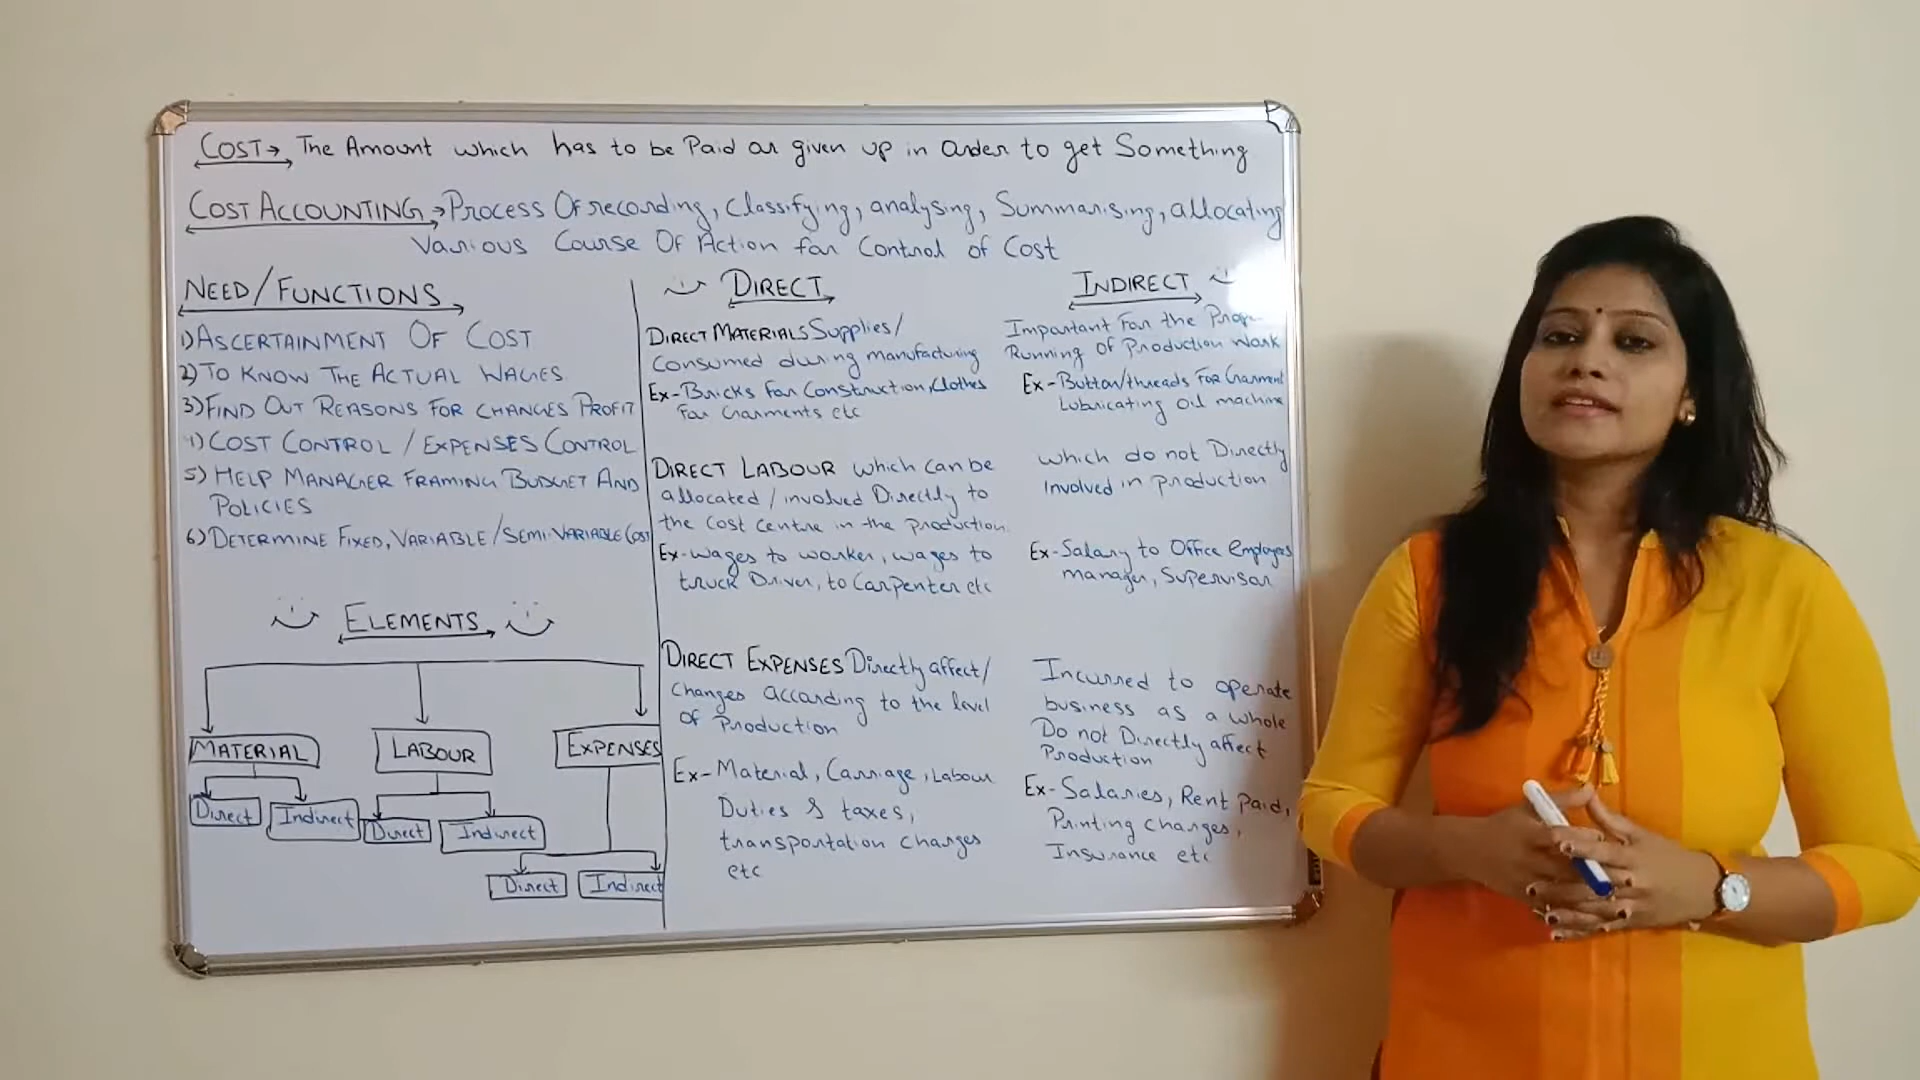 COST → The Amount which has to be Paid or given up in order to get Something
COST ACCOUNTING → Process Of recording, Classifying, analysing, Summarising, allocating
Various Course Of Action for Control of Cost
NEED/FUNCTIONS
1) ASCERTAINMENT OF COST
2) TO KNOW THE ACTUAL WAGES
3) FIND OUT REASONS FOR CHANGES PROFIT
4) COST CONTROL / EXPENSES CONTROL
5) HELP MANAGER FRAMING BUDGET AND
POLICIES
6) DETERMINE FIXED, VARIABLE/SEMI-VARIABLE COST
ELEMENTS
MATERIAL
LABOUR
EXPENSES
Direct
Indirect
Direct
Indirect
Direct
Indirect
DIRECT
DIRECT MATERIALS Supplies/
Consumed during manufacturing
Ex- Bricks for Construction, Clothes
for Garments etc
DIRECT LABOUR which can be
allocated / involved Directly to
the cost centre in the production
Ex- wages to worker, wages to
truck Driver, to Carpenter etc
DIRECT EXPENSES Directly affect/
Changes according to the level
of Production
Ex- Material, Carriage, Labour
Duties & taxes,
transportation charges
etc
INDIRECT
Important For the
Running of Production Work
Ex- Button/threads For Garment
Lubricating Oil machine
which do not Directly
Involved in production
Ex- Salary to Office employees
manager, Supervisor
Incurred to operate
business as a whole
Do not Directly affect
Production
Ex- Salaries, Rent Paid,
Printing Charges,
Insurance etc